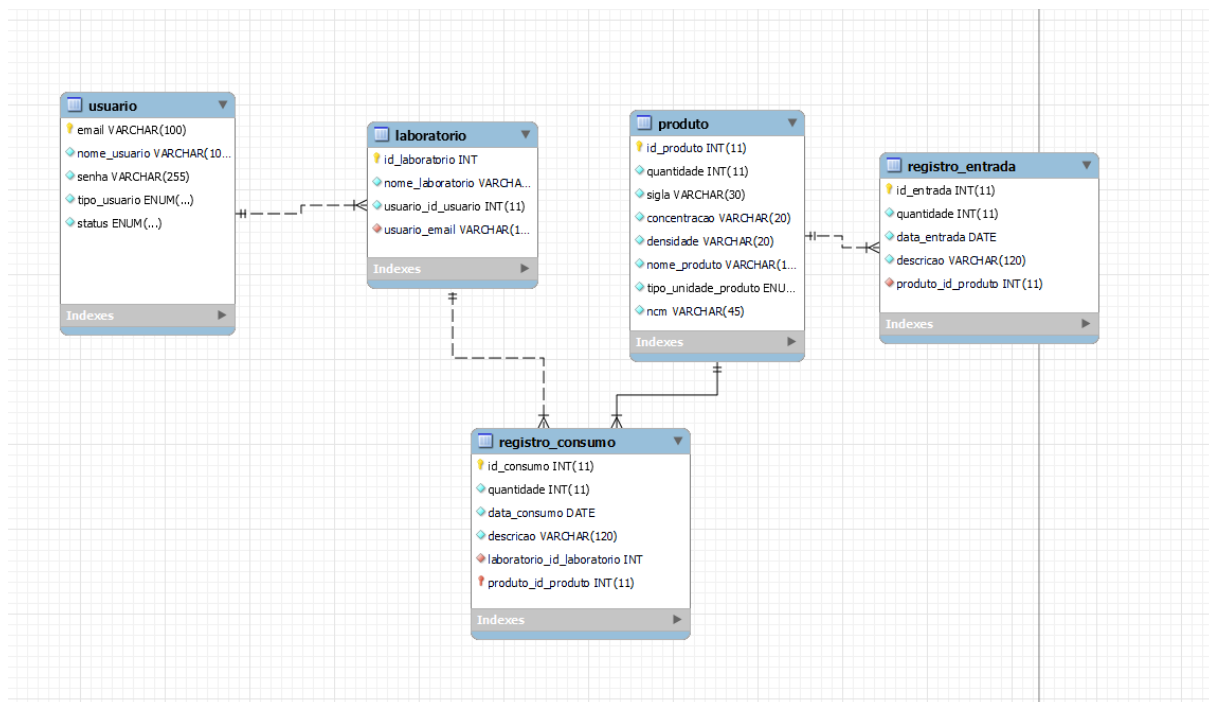 usuario
email VARCHAR(100)
nome_usuario VARCHAR(10...
senha VARCHAR(255)
tipo_usuario ENUM(...)
status ENUM(...)
Indexes
laboratorio
id_laboratorio INT
nome_laboratorio VARCHA...
usuario_id_usuario INT(11)
usuario_email VARCHAR(1...
Indexes
produto
id_produto INT(11)
quantidade INT(11)
sigla VARCHAR(30)
concentracao VARCHAR(20)
densidade VARCHAR(20)
nome_produto VARCHAR(1...
tipo_unidade_produto ENU...
ncm VARCHAR(45)
Indexes
registro_entrada
id_entrada INT(11)
quantidade INT(11)
data_entrada DATE
descricao VARCHAR(120)
produto_id_produto INT(11)
Indexes
registro_consumo
id_consumo INT(11)
quantidade INT(11)
data_consumo DATE
descricao VARCHAR(120)
laboratorio_id_laboratorio INT
produto_id_produto INT(11)
Indexes